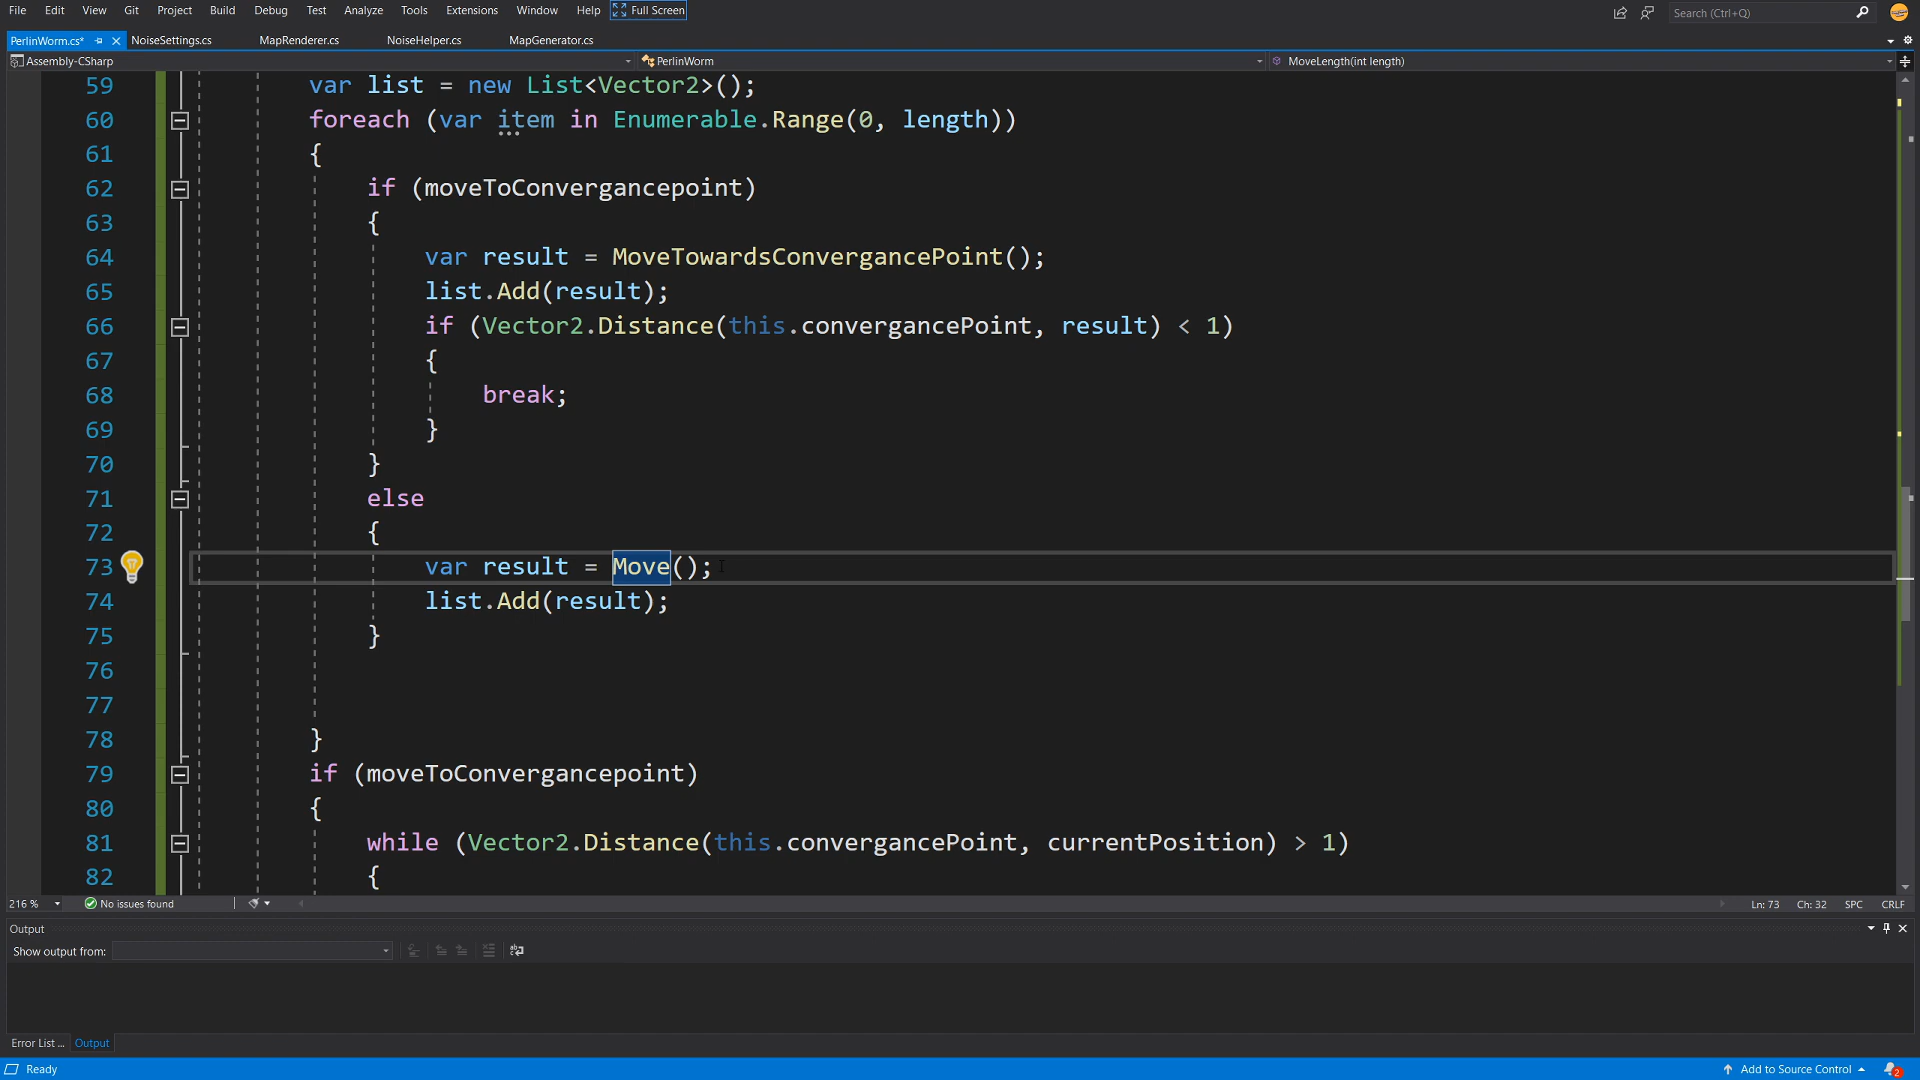 File Edit View Git Project Build Debug Test Analyze Tools Extensions Window Help Full Screen Search (Ctrl+Q)
PerlinWorm.cs* NoiseSettings.cs MapRenderer.cs NoiseHelper.cs MapGenerator.cs
Assembly-CSharp PerlinWorm MoveLength(int length)
59 var list = new List<Vector2>();
60 foreach (var item in Enumerable.Range(0, length))
61 {
62 if (moveToConvergancepoint)
63 {
64 var result = MoveTowardsConvergancePoint();
65 list.Add(result);
66 if (Vector2.Distance(this.convergancePoint, result) < 1)
67 {
68 break;
69 }
70 }
71 else
72 {
73 var result = Move();
74 list.Add(result);
75 }
76
77
78 }
79 if (moveToConvergancepoint)
80 {
81 while (Vector2.Distance(this.convergancePoint, currentPosition) > 1)
82 {
216 % No issues found Ln: 73 Ch: 32 SPC CRLF
Output
Show output from:
Error List ... Output
Ready Add to Source Control 2